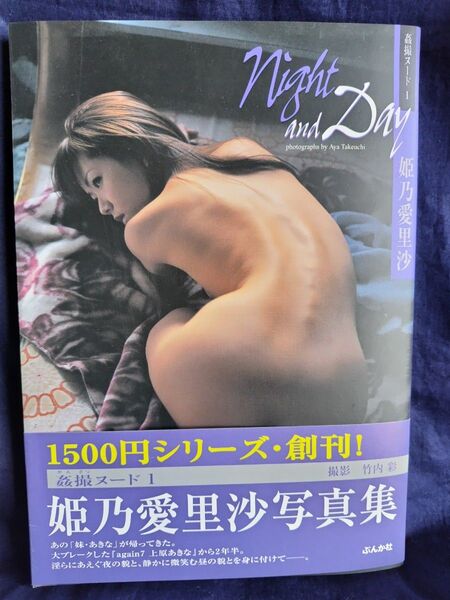 Night
and Day
photographs by Aya Takeuchi
姦撮ヌード 1
姫乃愛里沙
1500円シリーズ・創刊!
かんさつ
姦撮ヌード 1
撮影 竹内 彩
姫乃愛里沙写真集
あの「妹・あきな」が帰ってきた。
大ブレークした「again7 上原あきな」から2年半。
淫らにあえぐ夜の貌と、静かに微笑む昼の貌とを身に付けて――。
ぶんか社